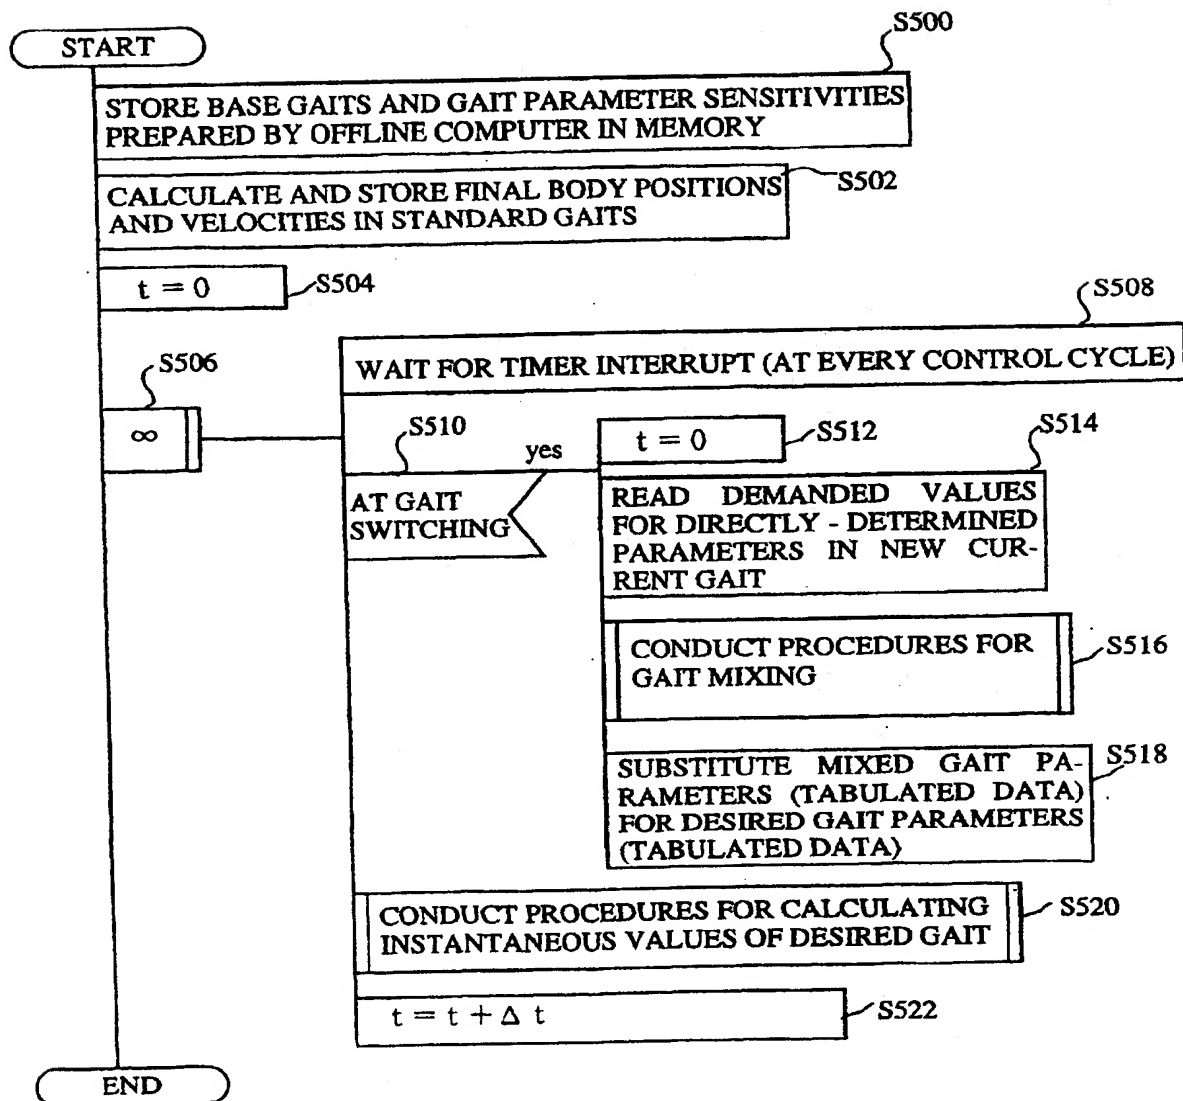 START
S500
STORE BASE GAITS AND GAIT PARAMETER SENSITIVITIES
PREPARED BY OFFLINE COMPUTER IN MEMORY
CALCULATE AND STORE FINAL BODY POSITIONS
AND VELOCITIES IN STANDARD GAITS
S502
t = 0
S504
S508
WAIT FOR TIMER INTERRUPT (AT EVERY CONTROL CYCLE)
S506
∞
S510
AT GAIT
SWITCHING
yes
t = 0
S512
S514
READ DEMANDED VALUES
FOR DIRECTLY - DETERMINED
PARAMETERS IN NEW CUR-
RENT GAIT
CONDUCT PROCEDURES FOR
GAIT MIXING
S516
SUBSTITUTE MIXED GAIT PA-
RAMETERS (TABULATED DATA)
FOR DESIRED GAIT PARAMETERS
(TABULATED DATA)
S518
CONDUCT PROCEDURES FOR CALCULATING
INSTANTANEOUS VALUES OF DESIRED GAIT
S520
t = t + Δ t
S522
END